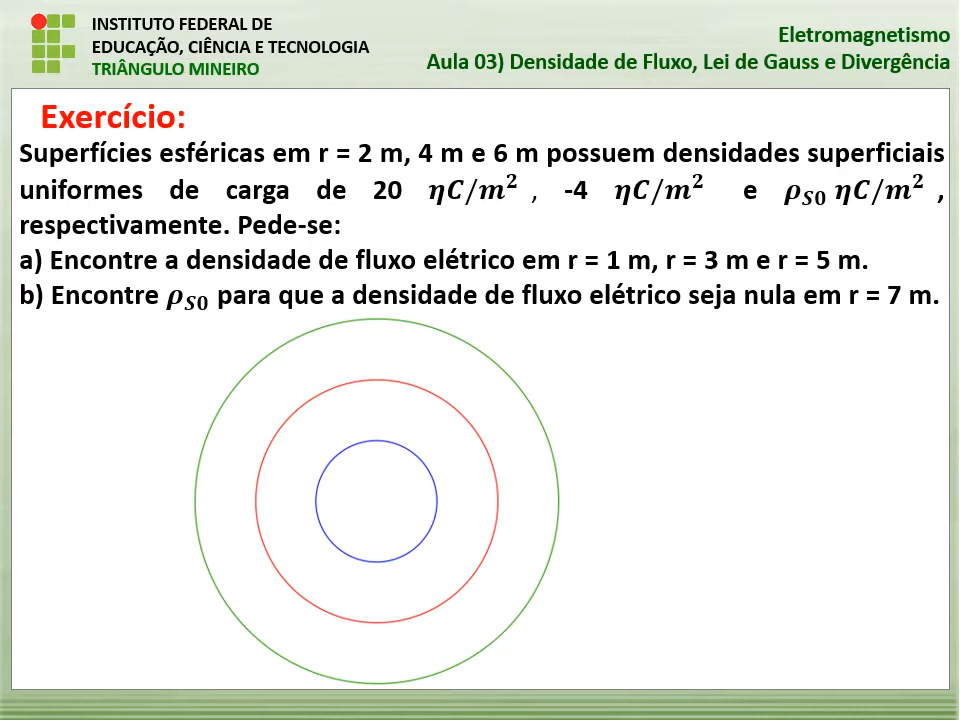 INSTITUTO FEDERAL DE
EDUCAÇÃO, CIÊNCIA E TECNOLOGIA
TRIÂNGULO MINEIRO
Eletromagnetismo
Aula 03) Densidade de Fluxo, Lei de Gauss e Divergência
Exercício:
Superfícies esféricas em r = 2 m, 4 m e 6 m possuem densidades superficiais
uniformes de carga de 20 ηC/m², -4 ηC/m² e ρ_S0 ηC/m²,
respectivamente. Pede-se:
a) Encontre a densidade de fluxo elétrico em r = 1 m, r = 3 m e r = 5 m.
b) Encontre ρ_S0 para que a densidade de fluxo elétrico seja nula em r = 7 m.